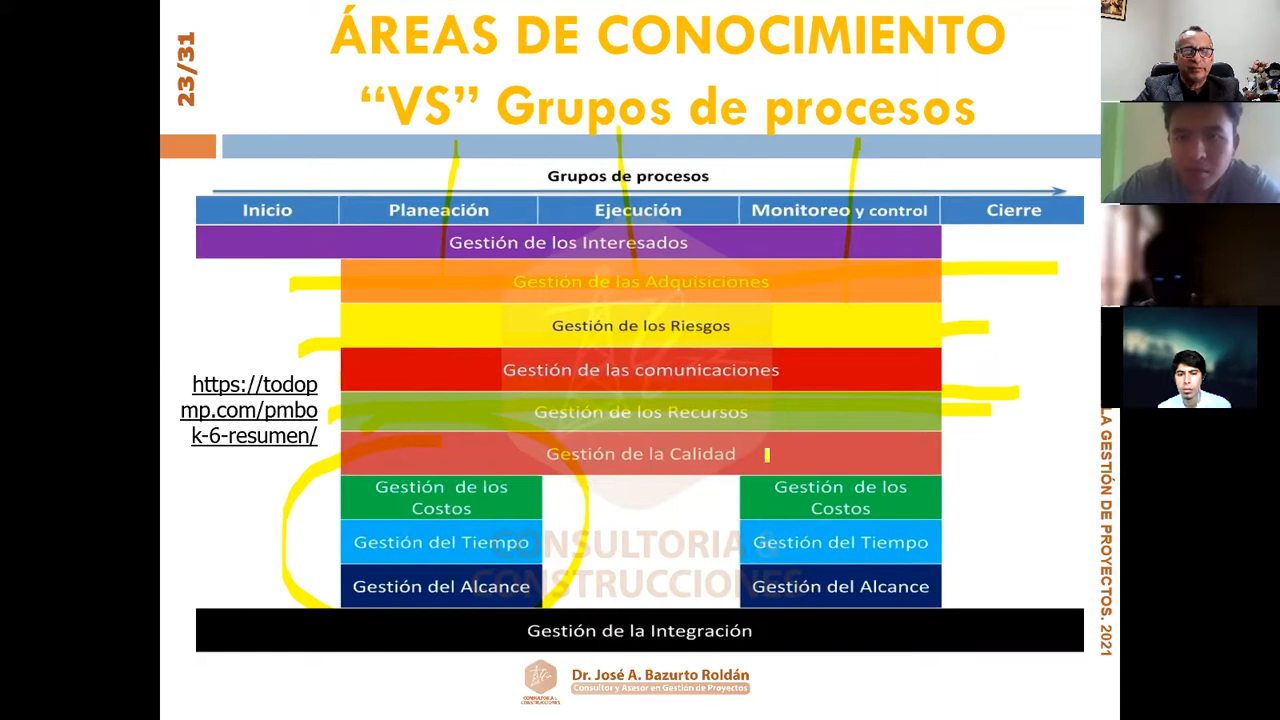 23/31
ÁREAS DE CONOCIMIENTO
“VS” Grupos de procesos
Grupos de procesos
Inicio Planeación Ejecución Monitoreo y control Cierre
Gestión de los Interesados
Gestión de las Adquisiciones
Gestión de los Riesgos
Gestión de las comunicaciones
Gestión de los Recursos
Gestión de la Calidad
https://todop
mp.com/pmbo
k-6-resumen/
Gestión de los
Costos
Gestión del Tiempo
Gestión del Alcance
Gestión de los
Costos
Gestión del Tiempo
Gestión del Alcance
CONSULTORIA &
CONSTRUCCIONES
Gestión de la Integración
CONSULTORIA &
CONSTRUCCIONES
Dr. José A. Bazurto Roldán
Consultor y Asesor en Gestión de Proyectos
LA GESTIÓN DE PROYECTOS. 2021